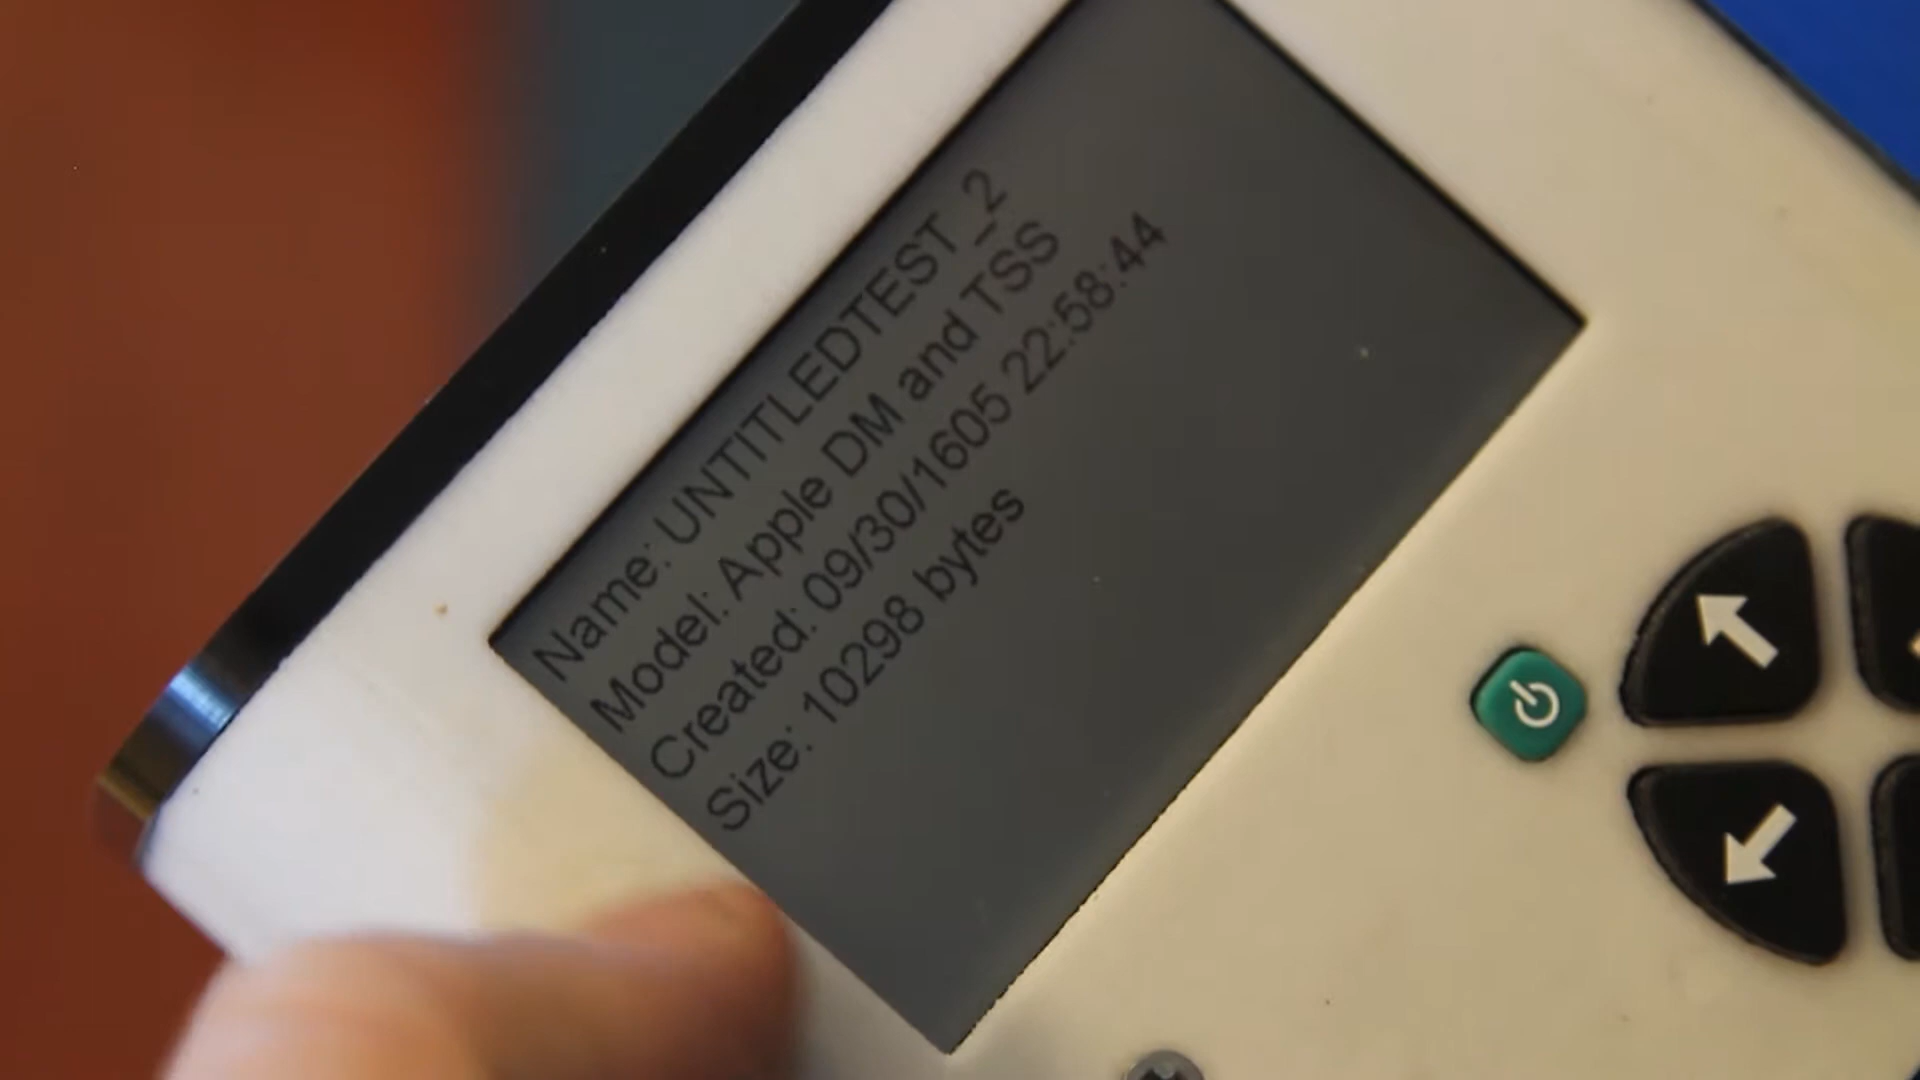 Name: UNTITLEDTEST_2
Model: Apple DM and TSS
Created: 09/30/1605 22:58:44
Size: 10298 bytes